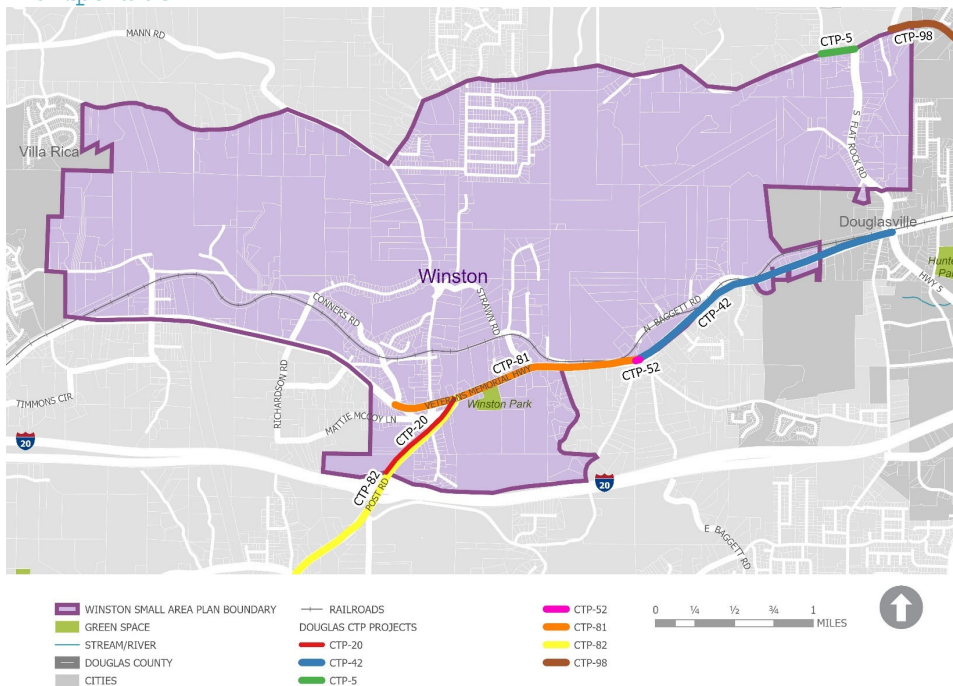 MANN RD
CTP-5
CTP-98
S FLAT ROCK RD
Villa Rica
Douglasville
Winston
HWY 5
CONNERS RD
STRAWN RD
N BAGGETT RD
CTP-42
CTP-81
CTP-52
VETERANS MEMORIAL HWY
Winston Park
RICHARDSON RD
TIMMONS CIR
MATTIE MCCOY LN
CTP-20
20
CTP-82
POST RD
20
E BAGGETT RD
WINSTON SMALL AREA PLAN BOUNDARY
GREEN SPACE
STREAM/RIVER
DOUGLAS COUNTY
CITIES
RAILROADS
DOUGLAS CTP PROJECTS
CTP-20
CTP-42
CTP-5
CTP-52
CTP-81
CTP-82
CTP-98
0 ¼ ½ ¾ 1
MILES